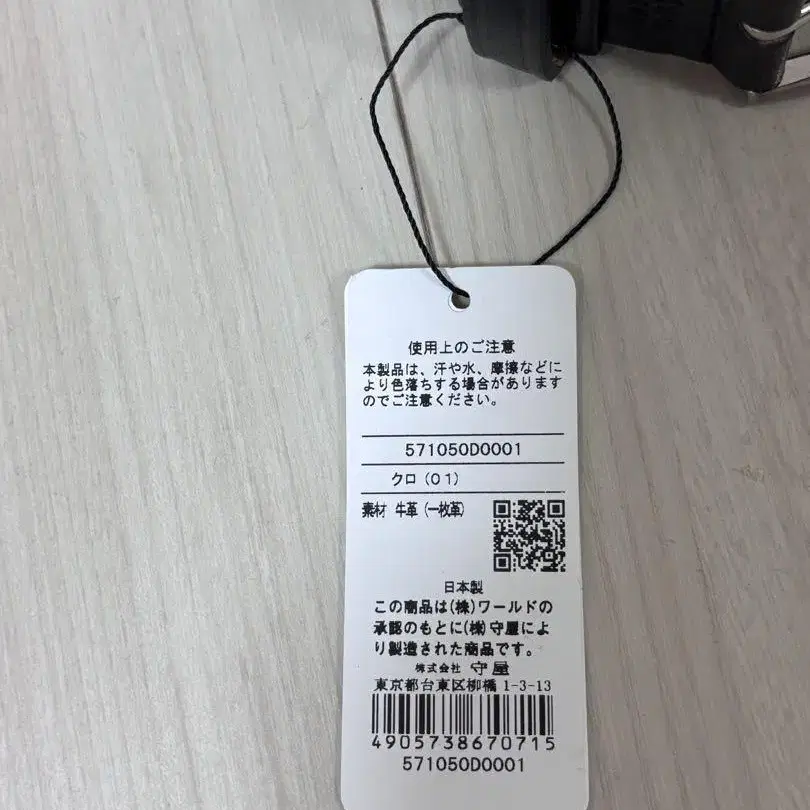 使用上のご注意
本製品は、汗や水、摩擦などに
より色落ちする場合があります
のでご注意ください。
571050D0001
クロ（01）
素材 牛革（一枚革）
日本製
この商品は(株)ワールドの
承認のもとに(株)守屋によ
り製造された商品です。
株式会社 守屋
東京都台東区柳橋 1-3-13
4905738670715
571050D0001